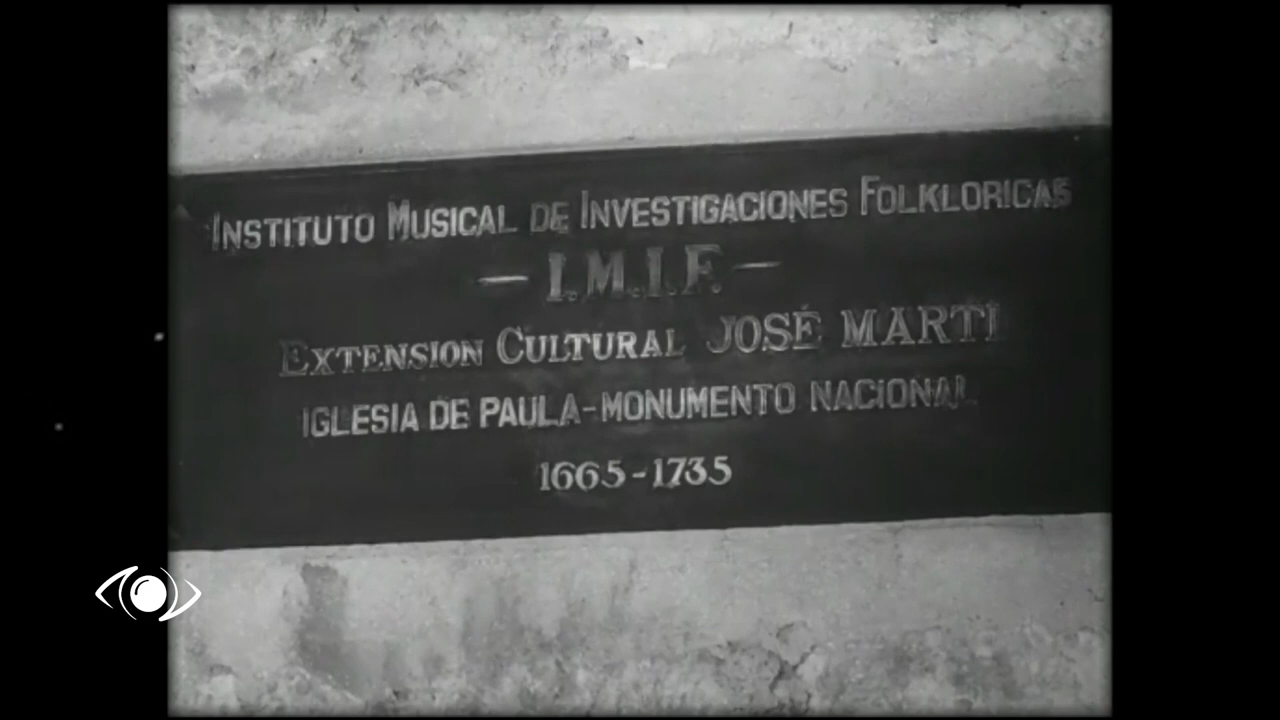 INSTITUTO MUSICAL DE INVESTIGACIONES FOLKLORICAS
— I.M.I.F. —
EXTENSION CULTURAL JOSÉ MARTI
IGLESIA DE PAULA-MONUMENTO NACIONAL
1665-1735